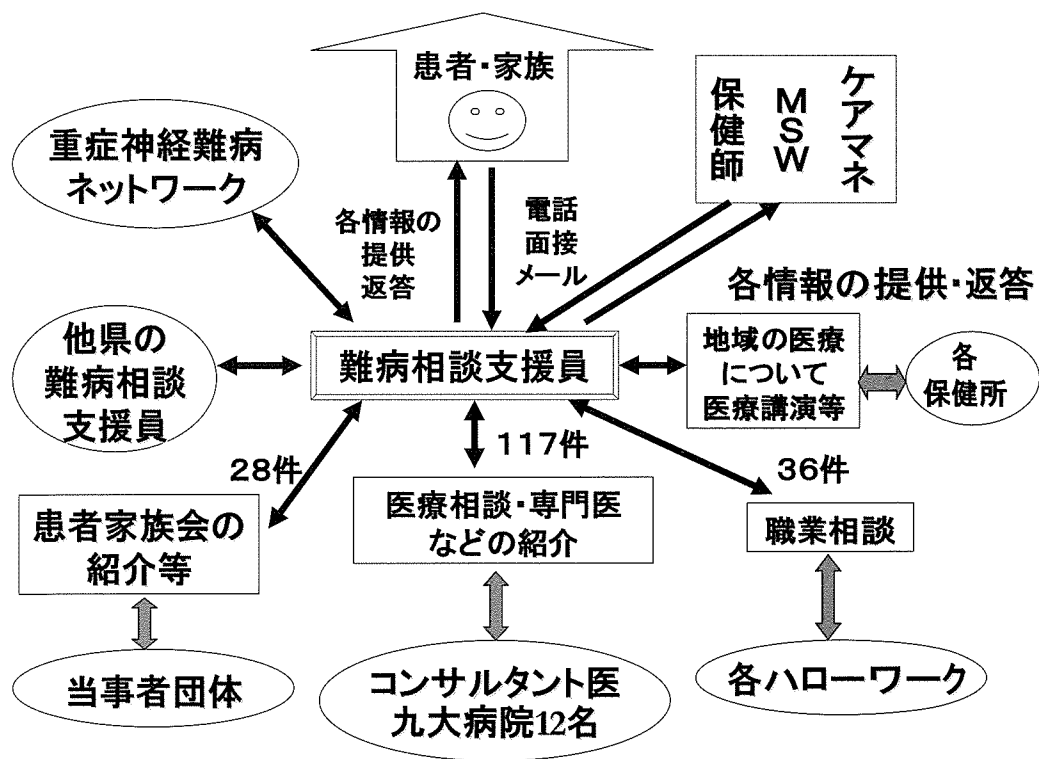 患者・家族
保健師
MSW
ケアマネ
重症神経難病
ネットワーク
各情報の
提供
返答
電話
面接
メール
各情報の提供・返答
他県の
難病相談
支援員
難病相談支援員
地域の医療
について
医療講演等
各
保健所
28件
117件
36件
患者家族会の
紹介等
医療相談・専門医
などの紹介
職業相談
当事者団体
コンサルタント医
九大病院12名
各ハローワーク